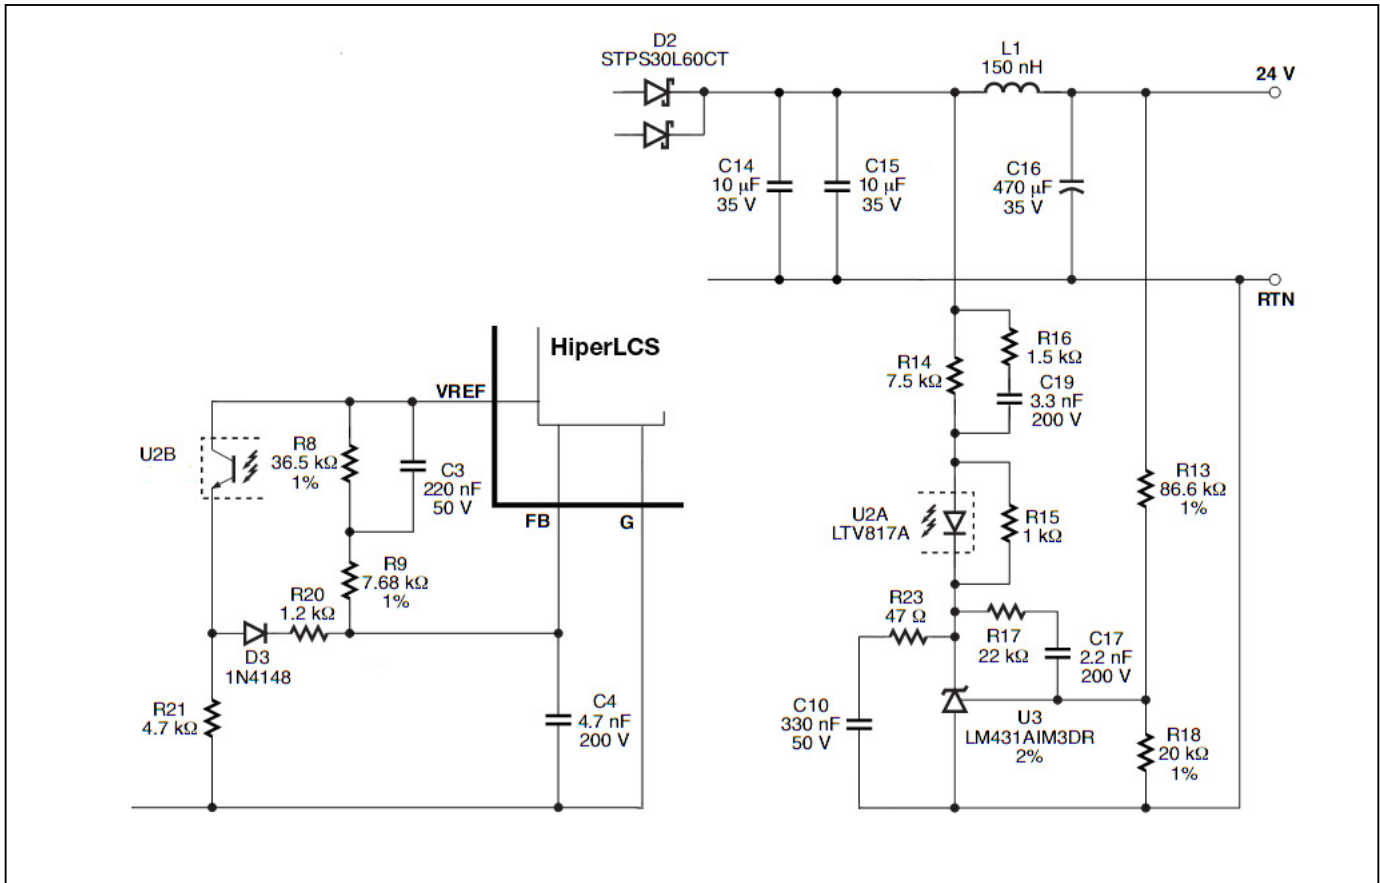 D2
STPS30L60CT
L1
150 nH
24 V
C14
10 µF
35 V
C15
10 µF
35 V
C16
470 µF
35 V
RTN
HiperLCS
VREF
R14
7.5 kΩ
R16
1.5 kΩ
C19
3.3 nF
200 V
U2B
R8
36.5 kΩ
1%
C3
220 nF
50 V
FB
G
U2A
LTV817A
R15
1 kΩ
R13
86.6 kΩ
1%
R9
7.68 kΩ
1%
R20
1.2 kΩ
D3
1N4148
R23
47 Ω
R17
22 kΩ
C17
2.2 nF
200 V
R21
4.7 kΩ
C4
4.7 nF
200 V
C10
330 nF
50 V
U3
LM431AIM3DR
2%
R18
20 kΩ
1%